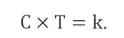 C × T = k.